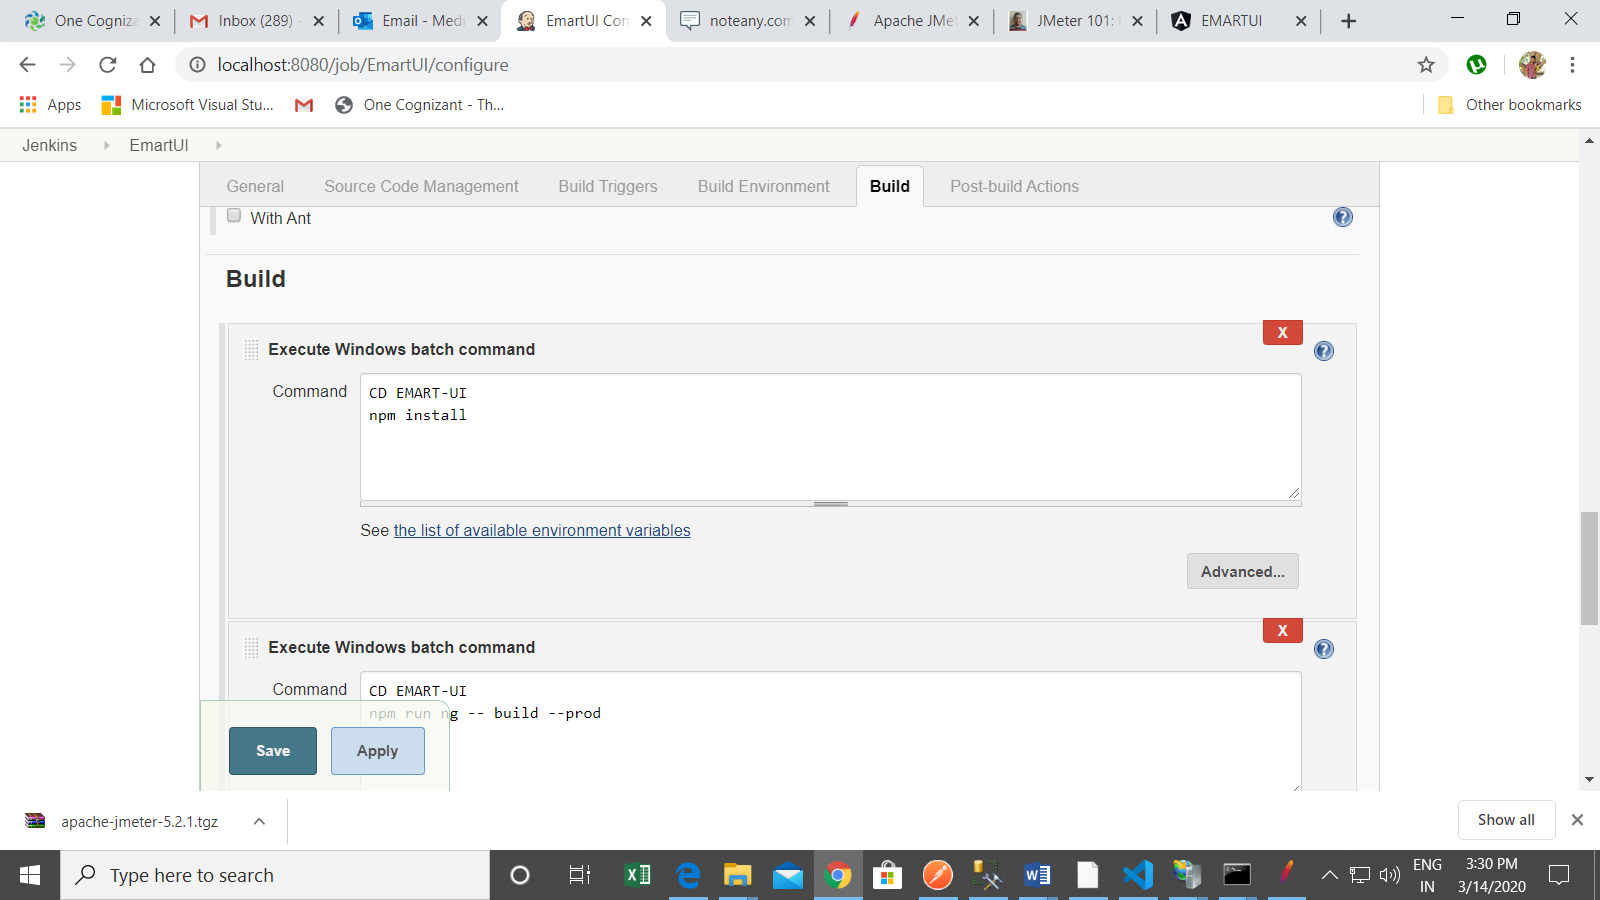 One Cogniza
Inbox (289) -
Email - Medi
EmartUI Con
noteany.com
Apache JMet
JMeter 101:
EMARTUI
localhost:8080/job/EmartUI/configure
Apps
Microsoft Visual Stu...
One Cognizant - Th...
Other bookmarks
Jenkins
EmartUI
General
Source Code Management
Build Triggers
Build Environment
Build
Post-build Actions
With Ant
Build
X
Execute Windows batch command
Command
CD EMART-UI
npm install
See the list of available environment variables
Advanced...
X
Execute Windows batch command
Command
CD EMART-UI
npm run ng -- build --prod
Save
Apply
apache-jmeter-5.2.1.tgz
Show all
Type here to search
ENG
IN
3:30 PM
3/14/2020